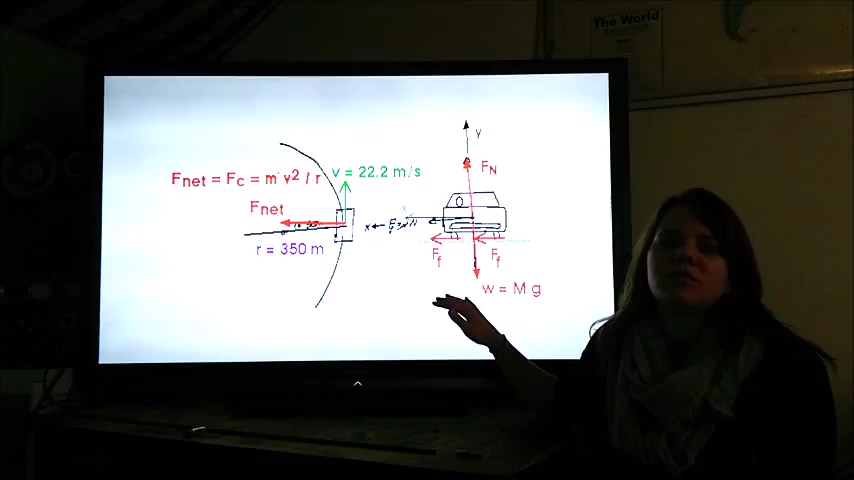 The World
y
Fnet = Fc = m v² / r
v = 22.2 m/s
FN
Fnet
x
r = 350 m
Ff
Ff
w = M g